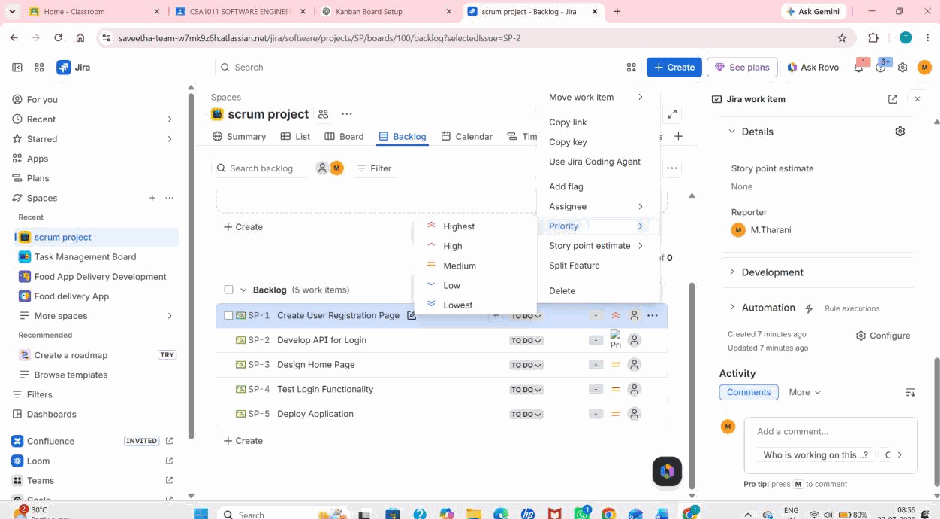 Home - Classroom
CSA1011 SOFTWARE ENGINEE
Kanban Board Setup
scrum project - Backlog - Jira
Ask Gemini
saveetha-team-w7mk9z6h.atlassian.net/jira/software/projects/SP/boards/100/backlog?selectedIssue=SP-2
Jira
Search
+ Create
See plans
Ask Rovo
3+
M
For you
Recent
Starred
Apps
Plans
Spaces
Recent
scrum project
Task Management Board
Food App Delivery Development
Food delivery App
More spaces
Recommended
Create a roadmap
TRY
Browse templates
Filters
Dashboards
Confluence
INVITED
Loom
Teams
Spaces
scrum project
Summary
List
Board
Backlog
Calendar
Tim
Search backlog
M
Filter
+ Create
of 0
Backlog (5 work items)
SP-1 Create User Registration Page
TO DO
SP-2 Develop API for Login
TO DO
Pri
SP-3 Design Home Page
TO DO
SP-4 Test Login Functionality
TO DO
SP-5 Deploy Application
TO DO
+ Create
Move work item
Copy link
Copy key
Use Jira Coding Agent
Add flag
Assignee
Priority
Story point estimate
Split Feature
Delete
Highest
High
Medium
Low
Lowest
Jira work item
Details
Story point estimate
None
Reporter
M M.Tharani
Development
Automation
Rule executions
Created 7 minutes ago
Updated 7 minutes ago
Configure
Activity
Comments
More
M
Add a comment...
Who is working on this...?
Pro tip: press M to comment
2
30°C
Search
ENG
80%
08:55